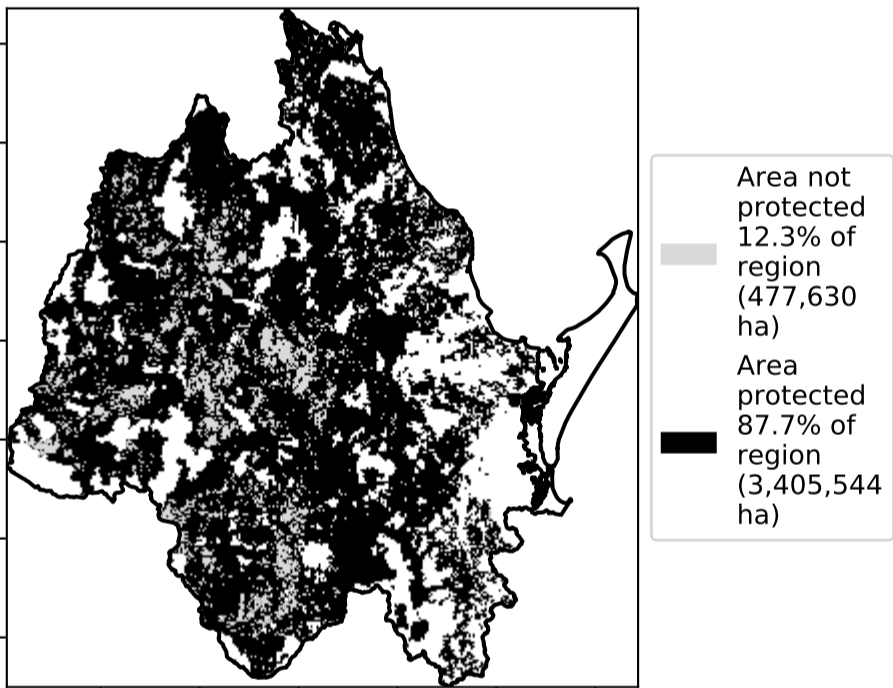 Area not
protected
12.3% of
region
(477,630
ha)
Area
protected
87.7% of
region
(3,405,544
ha)